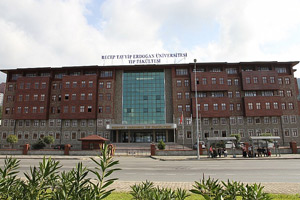 RECEP TAYYİP ERDOĞAN ÜNİVERSİTESİ
TIP FAKÜLTESİ